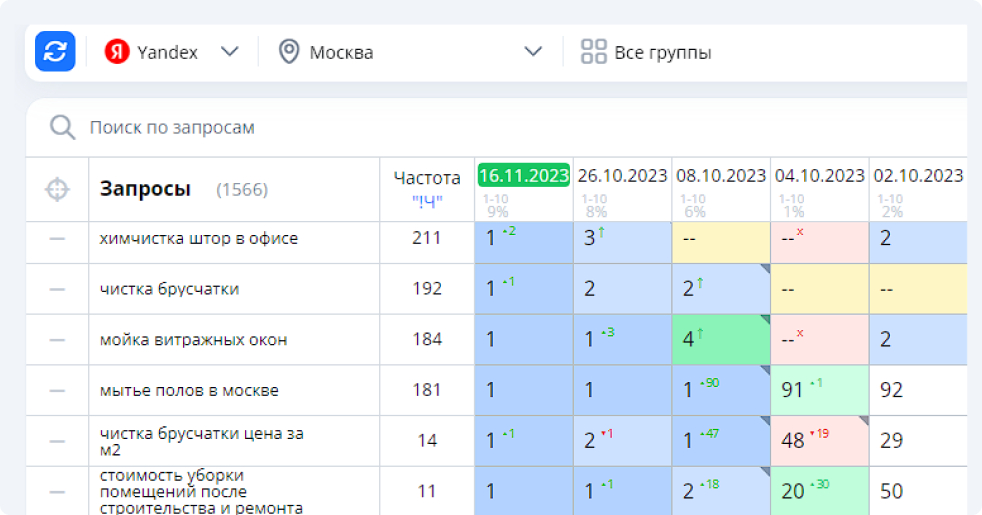 Я Yandex Москва Все группы
Поиск по запросам
Запросы (1566) Частота "!Ч" 16.11.2023 26.10.2023 08.10.2023 04.10.2023 02.10.2023
1-10 1-10 1-10 1-10 1-10
9% 8% 6% 1% 2%
химчистка штор в офисе 211 1 2 3 ↑ -- -- x 2
чистка брусчатки 192 1 1 2 2 ↑ -- --
мойка витражных окон 184 1 1 3 4 ↑ -- x 2
мытье полов в москве 181 1 1 1 90 91 1 92
чистка брусчатки цена за
м2 14 1 1 2 1 1 47 48 19 29
стоимость уборки
помещений после
строительства и ремонта 11 1 1 1 2 18 20 30 50